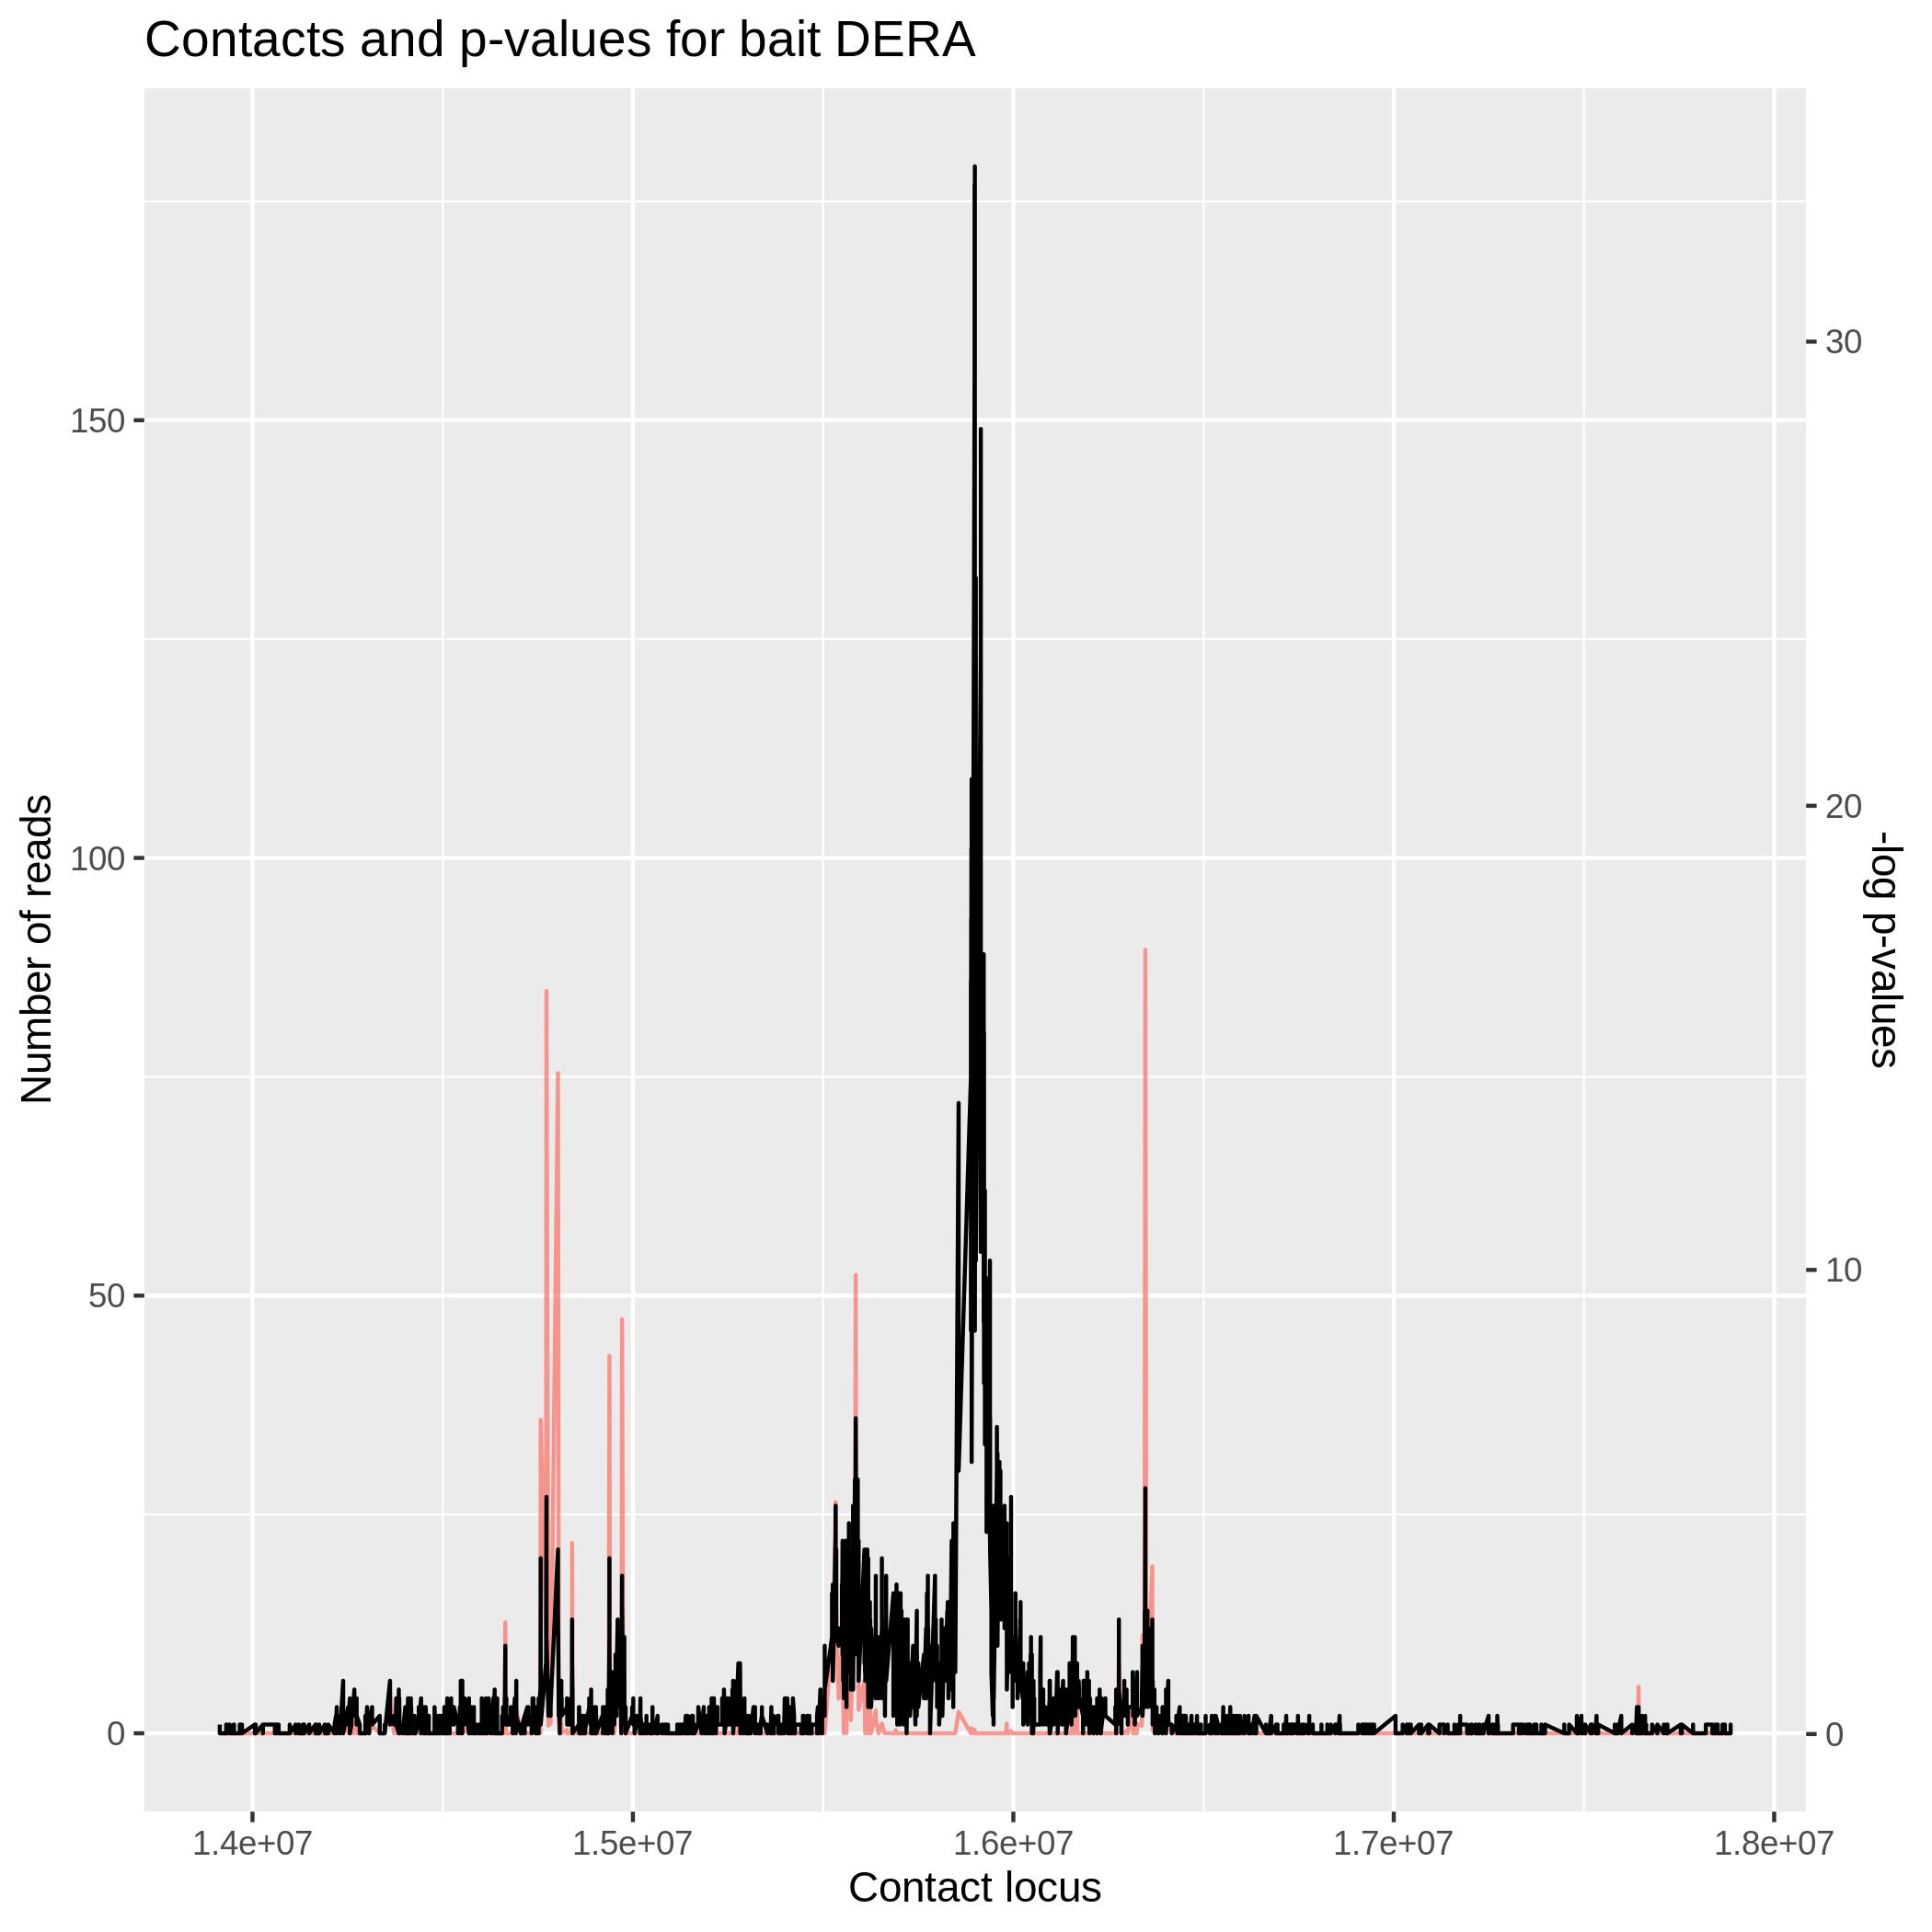 Contacts and p-values for bait DERA
Number of reads
150
100
50
0
30
20
10
0
-log p-values
1.4e+07
1.5e+07
1.6e+07
1.7e+07
1.8e+07
Contact locus